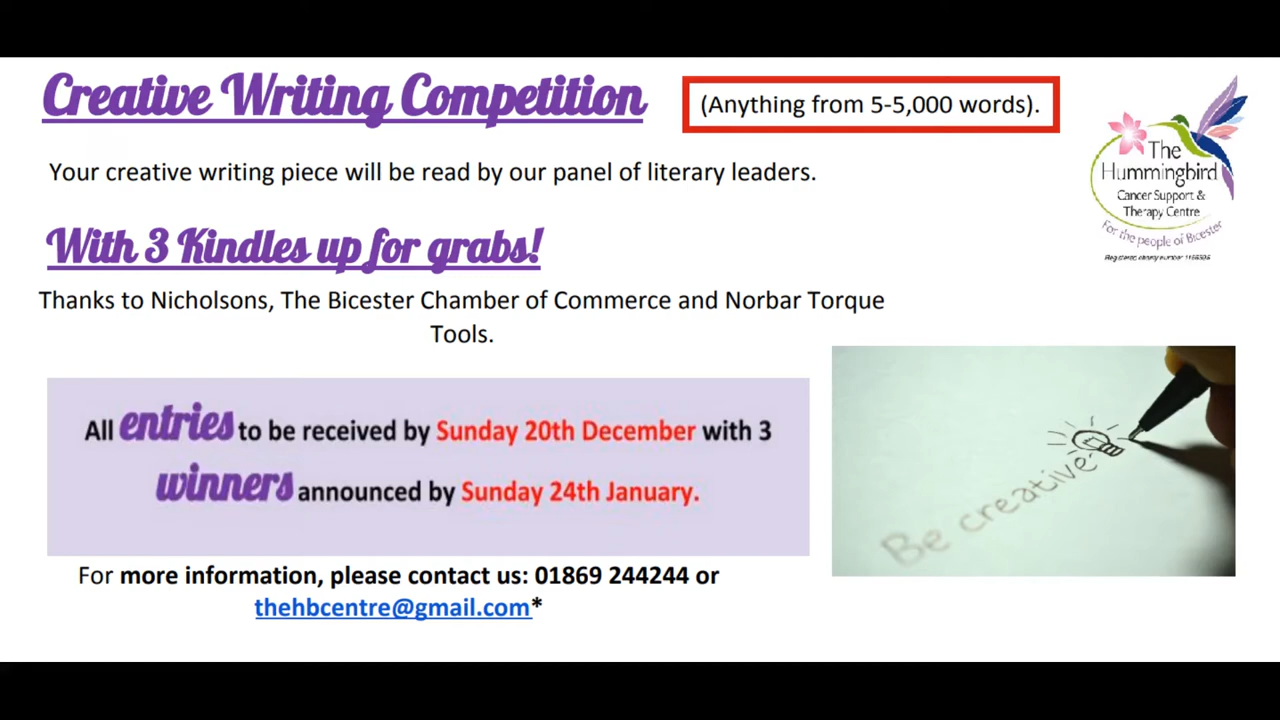 Creative Writing Competition
(Anything from 5-5,000 words).
Your creative writing piece will be read by our panel of literary leaders.
With 3 Kindles up for grabs!
Thanks to Nicholsons, The Bicester Chamber of Commerce and Norbar Torque
Tools.
All entries to be received by Sunday 20th December with 3
winners announced by Sunday 24th January.
For more information, please contact us: 01869 244244 or
thehbcentre@gmail.com*
The
Hummingbird
Cancer Support &
Therapy Centre
For the people of Bicester
Registered charity number
Be creative